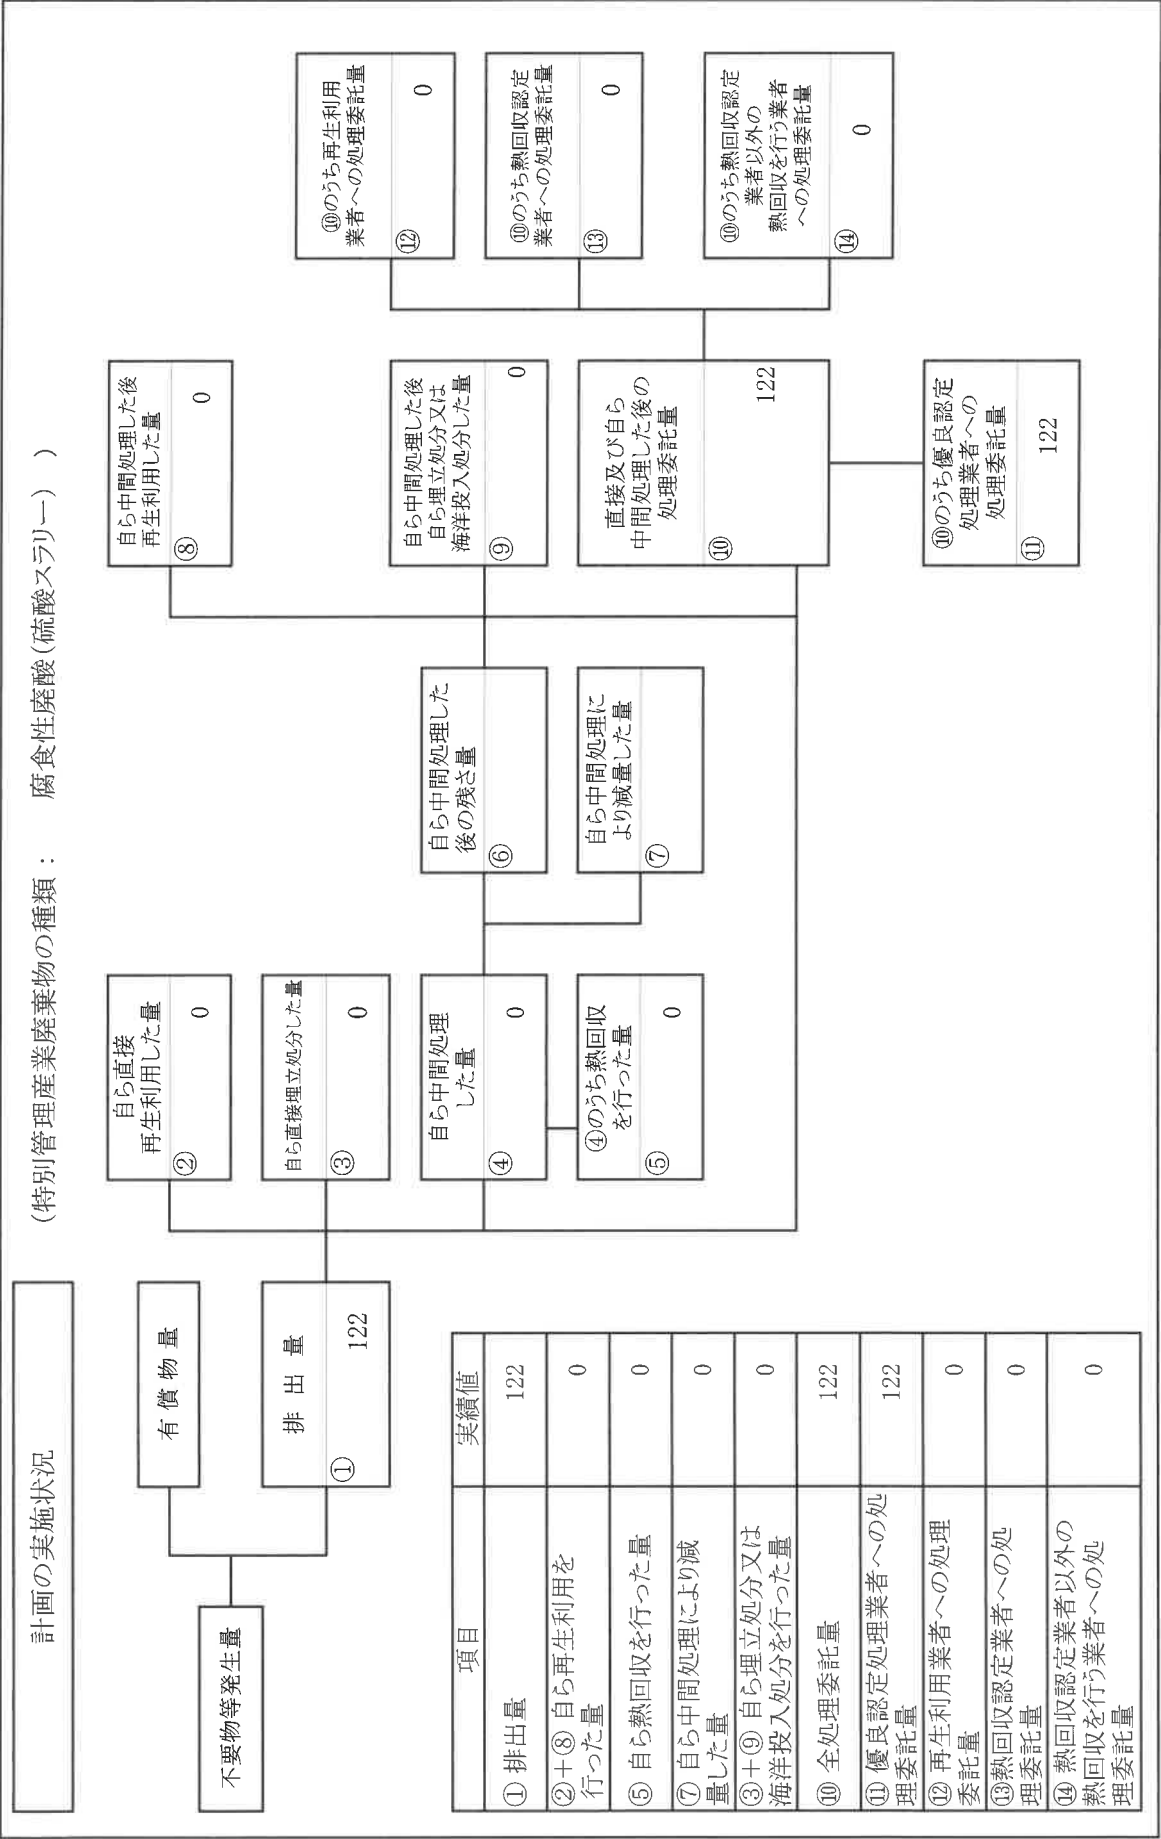 計画の実施状況
(特別管理産業廃棄物の種類： 腐食性廃酸(硫酸スラリー) )
不要物等発生量
有 償 物 量
排 出 量
①
122
自ら直接
再生利用した量
②
0
自ら直接埋立処分した量
③
0
自ら中間処理
した量
④
0
④のうち熱回収
を行った量
⑤
0
自ら中間処理した
後の残さ量
⑥
自ら中間処理に
より減量した量
⑦
自ら中間処理した後
再生利用した量
⑧
0
自ら中間処理した後
自ら埋立処分又は
海洋投入処分した量
⑨
0
直接及び自ら
中間処理した後の
処理委託量
⑩
122
⑩のうち優良認定
処理業者への
処理委託量
⑪
122
⑩のうち再生利用
業者への処理委託量
⑫
0
⑩のうち熱回収認定
業者への処理委託量
⑬
0
⑩のうち熱回収認定
業者以外の
熱回収を行う業者
への処理委託量
⑭
0
項目 実績値
① 排出量 122
②+⑧ 自ら再生利用を
行った量 0
⑤ 自ら熱回収を行った量 0
⑦ 自ら中間処理により減
量した量 0
③+⑨ 自ら埋立処分又は
海洋投入処分を行った量 0
⑩ 全処理委託量 122
⑪ 優良認定処理業者への処
理委託量 122
⑫ 再生利用業者への処理
委託量 0
⑬熱回収認定業者への処
理委託量 0
⑭ 熱回収認定業者以外の
熱回収を行う業者への処
理委託量 0